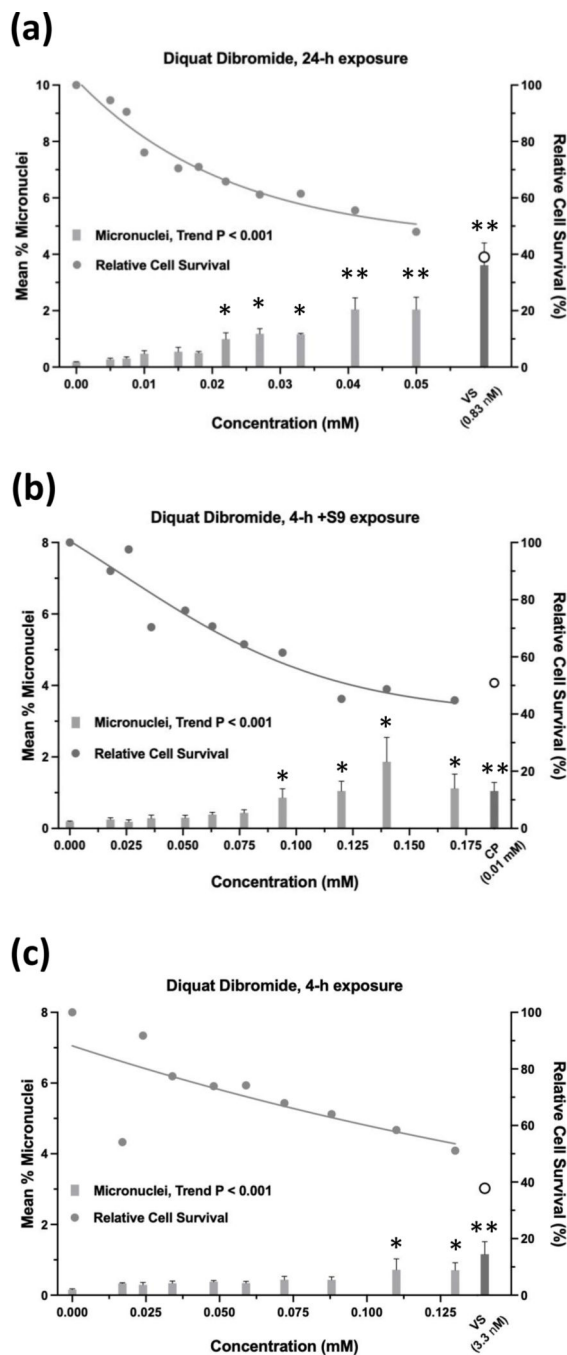 (a)
Diquat Dibromide, 24-h exposure
10
8
6
4
2
0
Mean % Micronuclei
100
80
60
40
20
0
Relative Cell Survival (%)
Micronuclei, Trend P < 0.001
Relative Cell Survival
* * * ** ** **
0.00 0.01 0.02 0.03 0.04 0.05
VS (0.83 nM)
Concentration (mM)
(b)
Diquat Dibromide, 4-h +S9 exposure
8
6
4
2
0
Mean % Micronuclei
100
80
60
40
20
0
Relative Cell Survival (%)
Micronuclei, Trend P < 0.001
Relative Cell Survival
* * * * **
0.000 0.025 0.050 0.075 0.100 0.125 0.150 0.175
CP (0.01 mM)
Concentration (mM)
(c)
Diquat Dibromide, 4-h exposure
8
6
4
2
0
Mean % Micronuclei
100
80
60
40
20
0
Relative Cell Survival (%)
Micronuclei, Trend P < 0.001
Relative Cell Survival
* * **
0.000 0.025 0.050 0.075 0.100 0.125
VS (3.3 nM)
Concentration (mM)